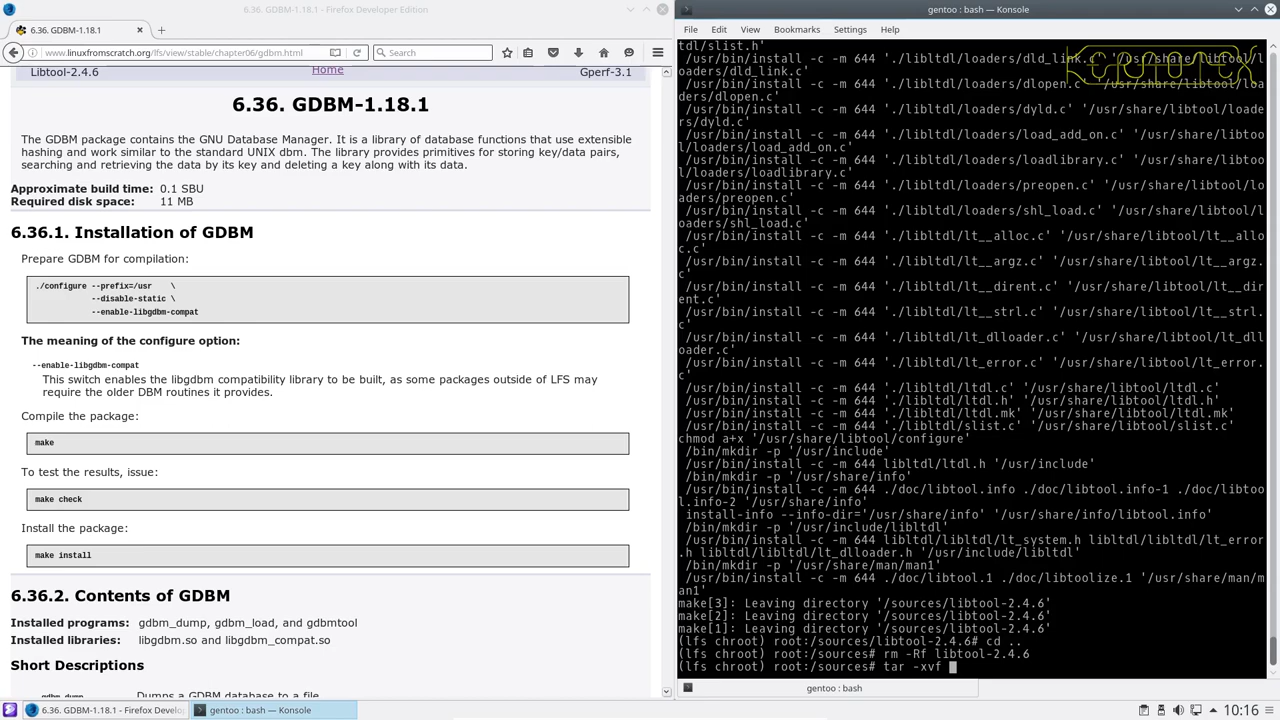 6.36. GDBM-1.18.1 - Firefox Developer Edition
6.36. GDBM-1.18.1
www.linuxfromscratch.org/lfs/view/stable/chapter06/gdbm.html
Search
Libtool-2.4.6
Home
Gperf-3.1
6.36. GDBM-1.18.1
The GDBM package contains the GNU Database Manager. It is a library of database functions that use extensible
hashing and work similar to the standard UNIX dbm. The library provides primitives for storing key/data pairs,
searching and retrieving the data by its key and deleting a key along with its data.
Approximate build time: 0.1 SBU
Required disk space: 11 MB
6.36.1. Installation of GDBM
Prepare GDBM for compilation:
./configure --prefix=/usr \
--disable-static \
--enable-libgdbm-compat
The meaning of the configure option:
--enable-libgdbm-compat
This switch enables the libgdbm compatibility library to be built, as some packages outside of LFS may
require the older DBM routines it provides.
Compile the package:
make
To test the results, issue:
make check
Install the package:
make install
6.36.2. Contents of GDBM
Installed programs: gdbm_dump, gdbm_load, and gdbmtool
Installed libraries: libgdbm.so and libgdbm_compat.so
Short Descriptions
gdbm_dump Dumps a GDBM database to a file
gentoo : bash — Konsole
File Edit View Bookmarks Settings Help
tdl/slist.h'
/usr/bin/install -c -m 644 './libltdl/loaders/dld_link.c' '/usr/share/libtool/l
oaders/dld_link.c'
/usr/bin/install -c -m 644 './libltdl/loaders/dlopen.c' '/usr/share/libtool/loa
ders/dlopen.c'
/usr/bin/install -c -m 644 './libltdl/loaders/dyld.c' '/usr/share/libtool/loade
rs/dyld.c'
/usr/bin/install -c -m 644 './libltdl/loaders/load_add_on.c' '/usr/share/libtoo
l/loaders/load_add_on.c'
/usr/bin/install -c -m 644 './libltdl/loaders/loadlibrary.c' '/usr/share/libtoo
l/loaders/loadlibrary.c'
/usr/bin/install -c -m 644 './libltdl/loaders/preopen.c' '/usr/share/libtool/lo
aders/preopen.c'
/usr/bin/install -c -m 644 './libltdl/loaders/shl_load.c' '/usr/share/libtool/l
oaders/shl_load.c'
/usr/bin/install -c -m 644 './libltdl/lt__alloc.c' '/usr/share/libtool/lt__allo
c.c'
/usr/bin/install -c -m 644 './libltdl/lt__argz.c' '/usr/share/libtool/lt__argz.
c'
/usr/bin/install -c -m 644 './libltdl/lt__dirent.c' '/usr/share/libtool/lt__dir
ent.c'
/usr/bin/install -c -m 644 './libltdl/lt__strl.c' '/usr/share/libtool/lt__strl.
c'
/usr/bin/install -c -m 644 './libltdl/lt_dlloader.c' '/usr/share/libtool/lt_dll
oader.c'
/usr/bin/install -c -m 644 './libltdl/lt_error.c' '/usr/share/libtool/lt_error.
c'
/usr/bin/install -c -m 644 './libltdl/ltdl.c' '/usr/share/libtool/ltdl.c'
/usr/bin/install -c -m 644 './libltdl/ltdl.h' '/usr/share/libtool/ltdl.h'
/usr/bin/install -c -m 644 './libltdl/ltdl.mk' '/usr/share/libtool/ltdl.mk'
/usr/bin/install -c -m 644 './libltdl/slist.c' '/usr/share/libtool/slist.c'
chmod a+x '/usr/share/libtool/configure'
/bin/mkdir -p '/usr/include'
/usr/bin/install -c -m 644 libltdl/ltdl.h '/usr/include'
/bin/mkdir -p '/usr/share/info'
/usr/bin/install -c -m 644 ./doc/libtool.info ./doc/libtool.info-1 ./doc/libtoo
l.info-2 '/usr/share/info'
install-info --info-dir='/usr/share/info' '/usr/share/info/libtool.info'
/bin/mkdir -p '/usr/include/libltdl'
/usr/bin/install -c -m 644 libltdl/libltdl/lt_system.h libltdl/libltdl/lt_error
.h libltdl/libltdl/lt_dlloader.h '/usr/include/libltdl'
/bin/mkdir -p '/usr/share/man/man1'
/usr/bin/install -c -m 644 ./doc/libtool.1 ./doc/libtoolize.1 '/usr/share/man/m
an1'
make[3]: Leaving directory '/sources/libtool-2.4.6'
make[2]: Leaving directory '/sources/libtool-2.4.6'
make[1]: Leaving directory '/sources/libtool-2.4.6'
(lfs chroot) root:/sources/libtool-2.4.6# cd ..
(lfs chroot) root:/sources# rm -Rf libtool-2.4.6
(lfs chroot) root:/sources# tar -xvf
gentoo : bash
6.36. GDBM-1.18.1 - Firefox Develo
gentoo : bash — Konsole
10:16